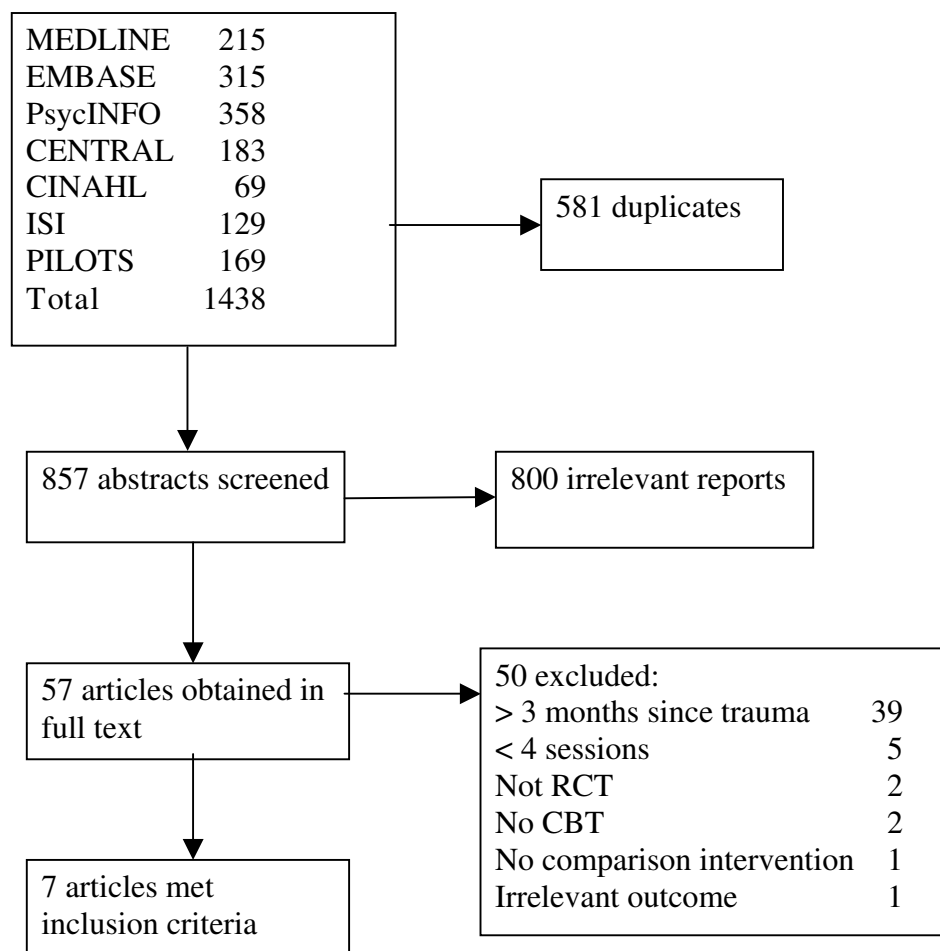 MEDLINE 215
EMBASE 315
PsycINFO 358
CENTRAL 183
CINAHL 69
ISI 129
PILOTS 169
Total 1438
581 duplicates
857 abstracts screened
800 irrelevant reports
57 articles obtained in
full text
50 excluded:
> 3 months since trauma 39
< 4 sessions 5
Not RCT 2
No CBT 2
No comparison intervention 1
Irrelevant outcome 1
7 articles met
inclusion criteria